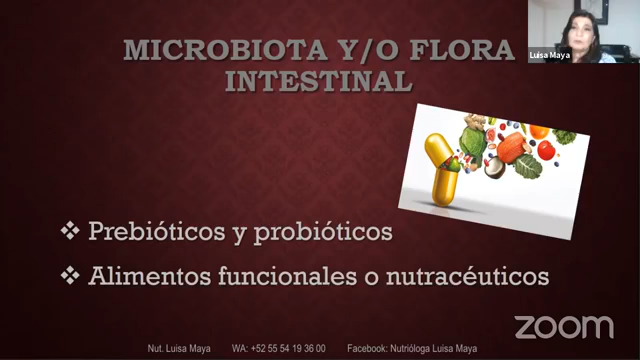 MICROBIOTA Y/O FLORA
INTESTINAL
Luisa Maya
Prebióticos y probióticos
Alimentos funcionales o nutracéuticos
zoom
Nut. Luisa Maya WA: +52 55 54 19 36 00 Facebook: Nutrióloga Luisa Maya